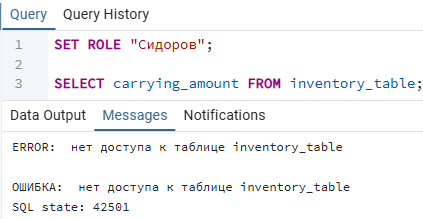 Query Query History
1 SET ROLE "Сидоров";
2
3 SELECT carrying_amount FROM inventory_table;
Data Output Messages Notifications
ERROR:  нет доступа к таблице inventory_table
ОШИБКА:  нет доступа к таблице inventory_table
SQL state: 42501